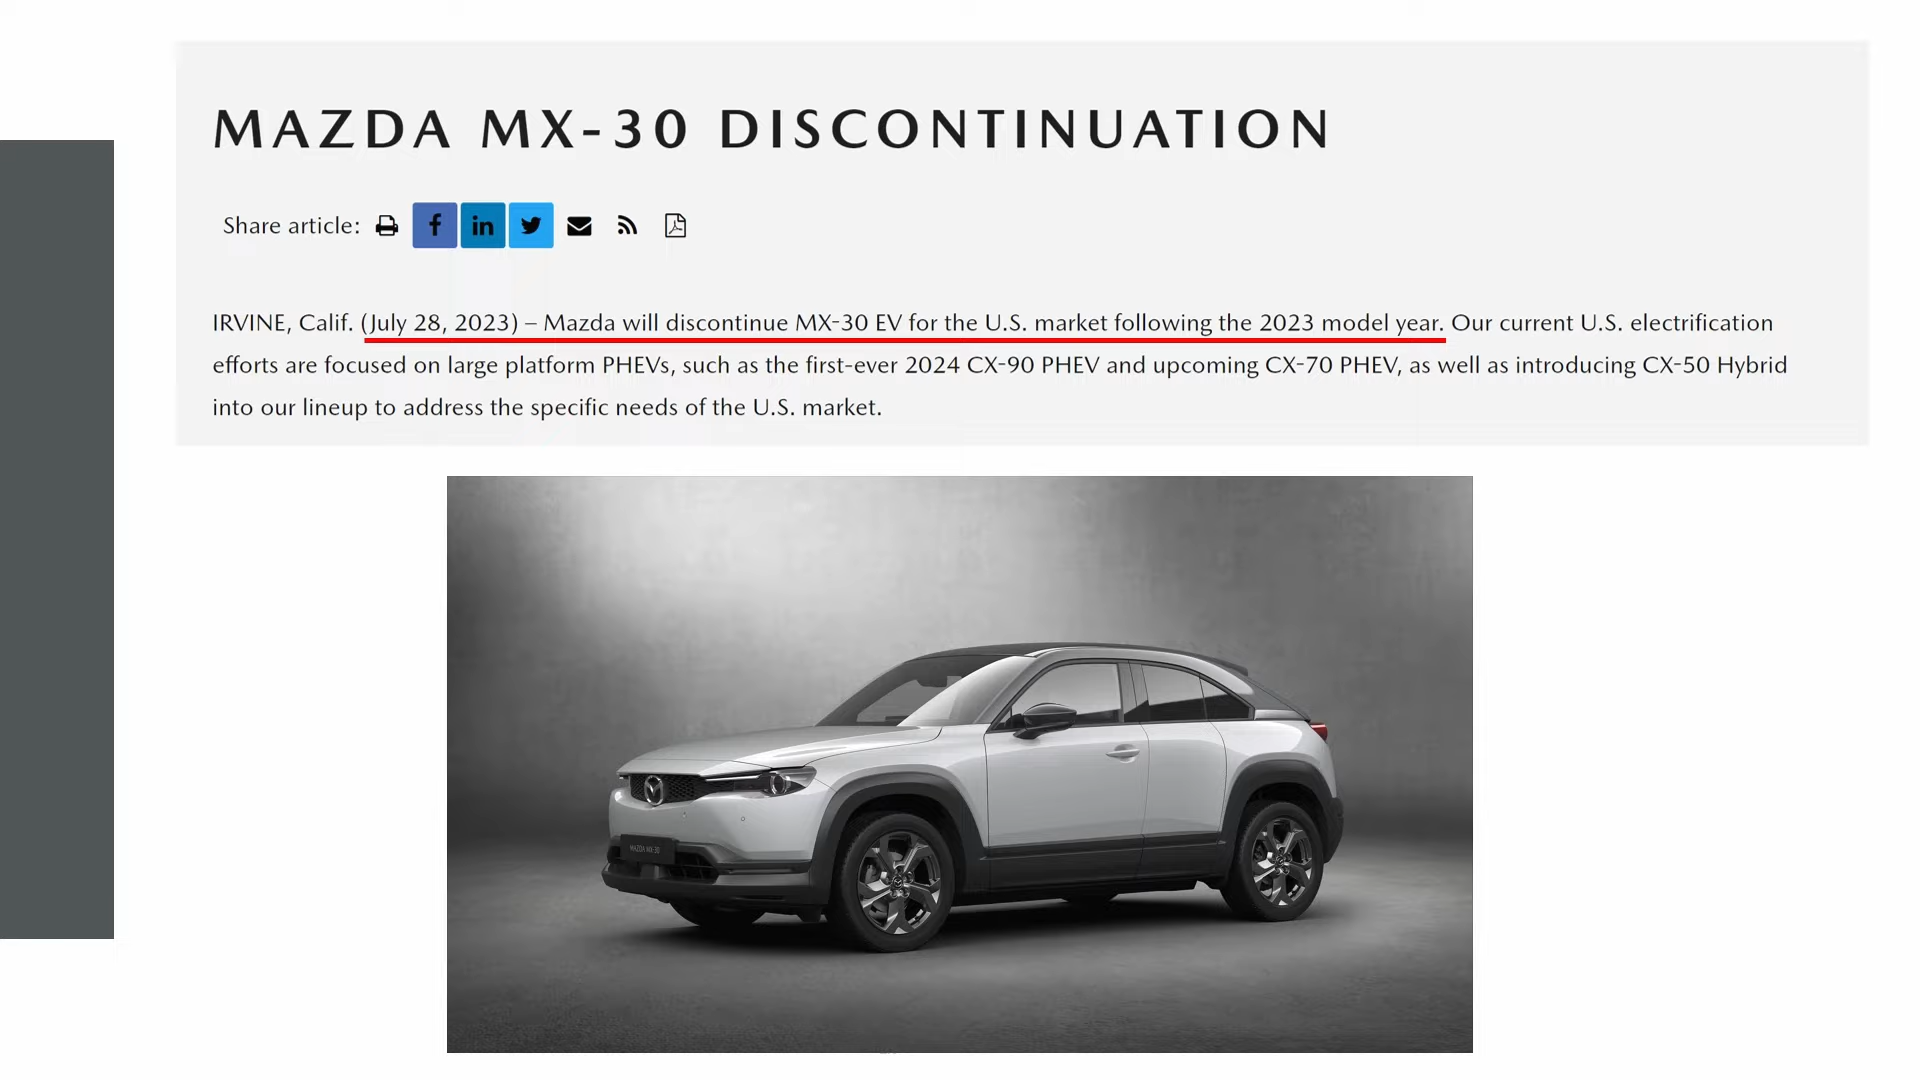 MAZDA MX-30 DISCONTINUATION
Share article:
IRVINE, Calif. (July 28, 2023) – Mazda will discontinue MX-30 EV for the U.S. market following the 2023 model year. Our current U.S. electrification
efforts are focused on large platform PHEVs, such as the first-ever 2024 CX-90 PHEV and upcoming CX-70 PHEV, as well as introducing CX-50 Hybrid
into our lineup to address the specific needs of the U.S. market.
MAZDA MX-30